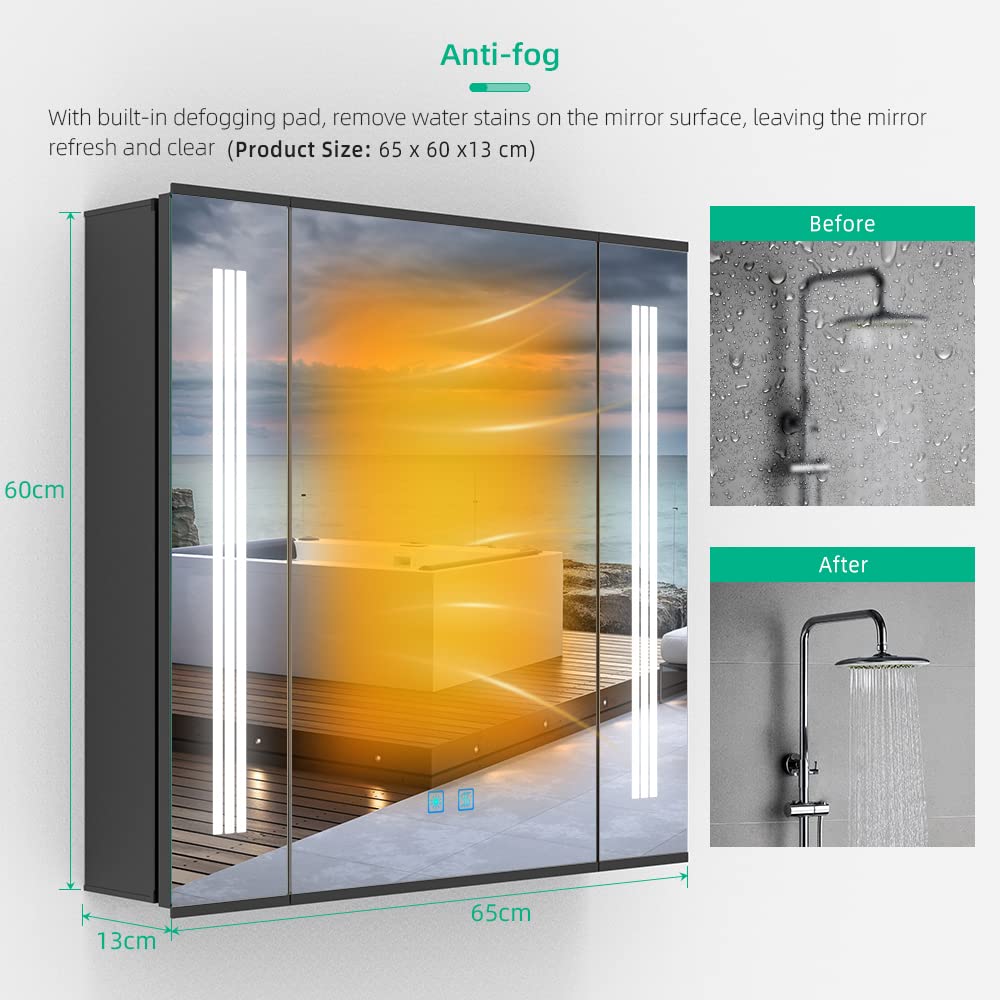 Anti-fog
With built-in defogging pad, remove water stains on the mirror surface, leaving the mirror
refresh and clear (Product Size: 65 x 60 x13 cm)
Before
60cm
After
65cm
13cm